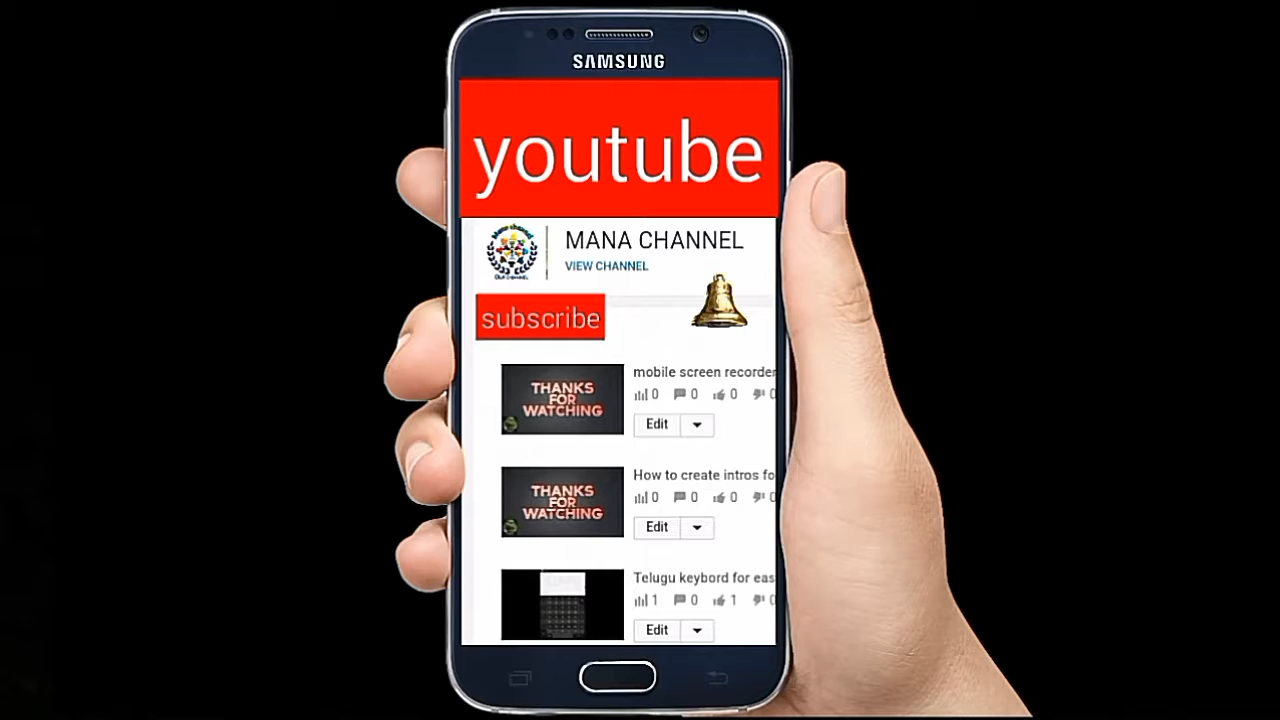 SAMSUNG
youtube
MANA CHANNEL
VIEW CHANNEL
subscribe
THANKS
FOR
WATCHING
mobile screen recorder
0 0 0 0
Edit
THANKS
FOR
WATCHING
How to create intros fo
0 0 0 0
Edit
Telugu keybord for eas
1 0 1 0
Edit